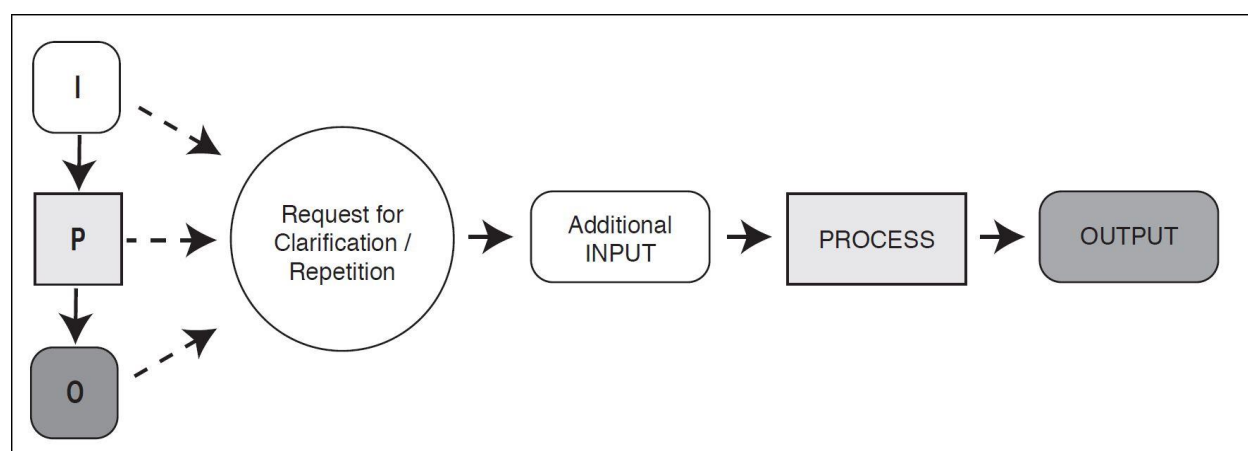 I
P
O
Request for
Clarification /
Repetition
Additional
INPUT
PROCESS
OUTPUT